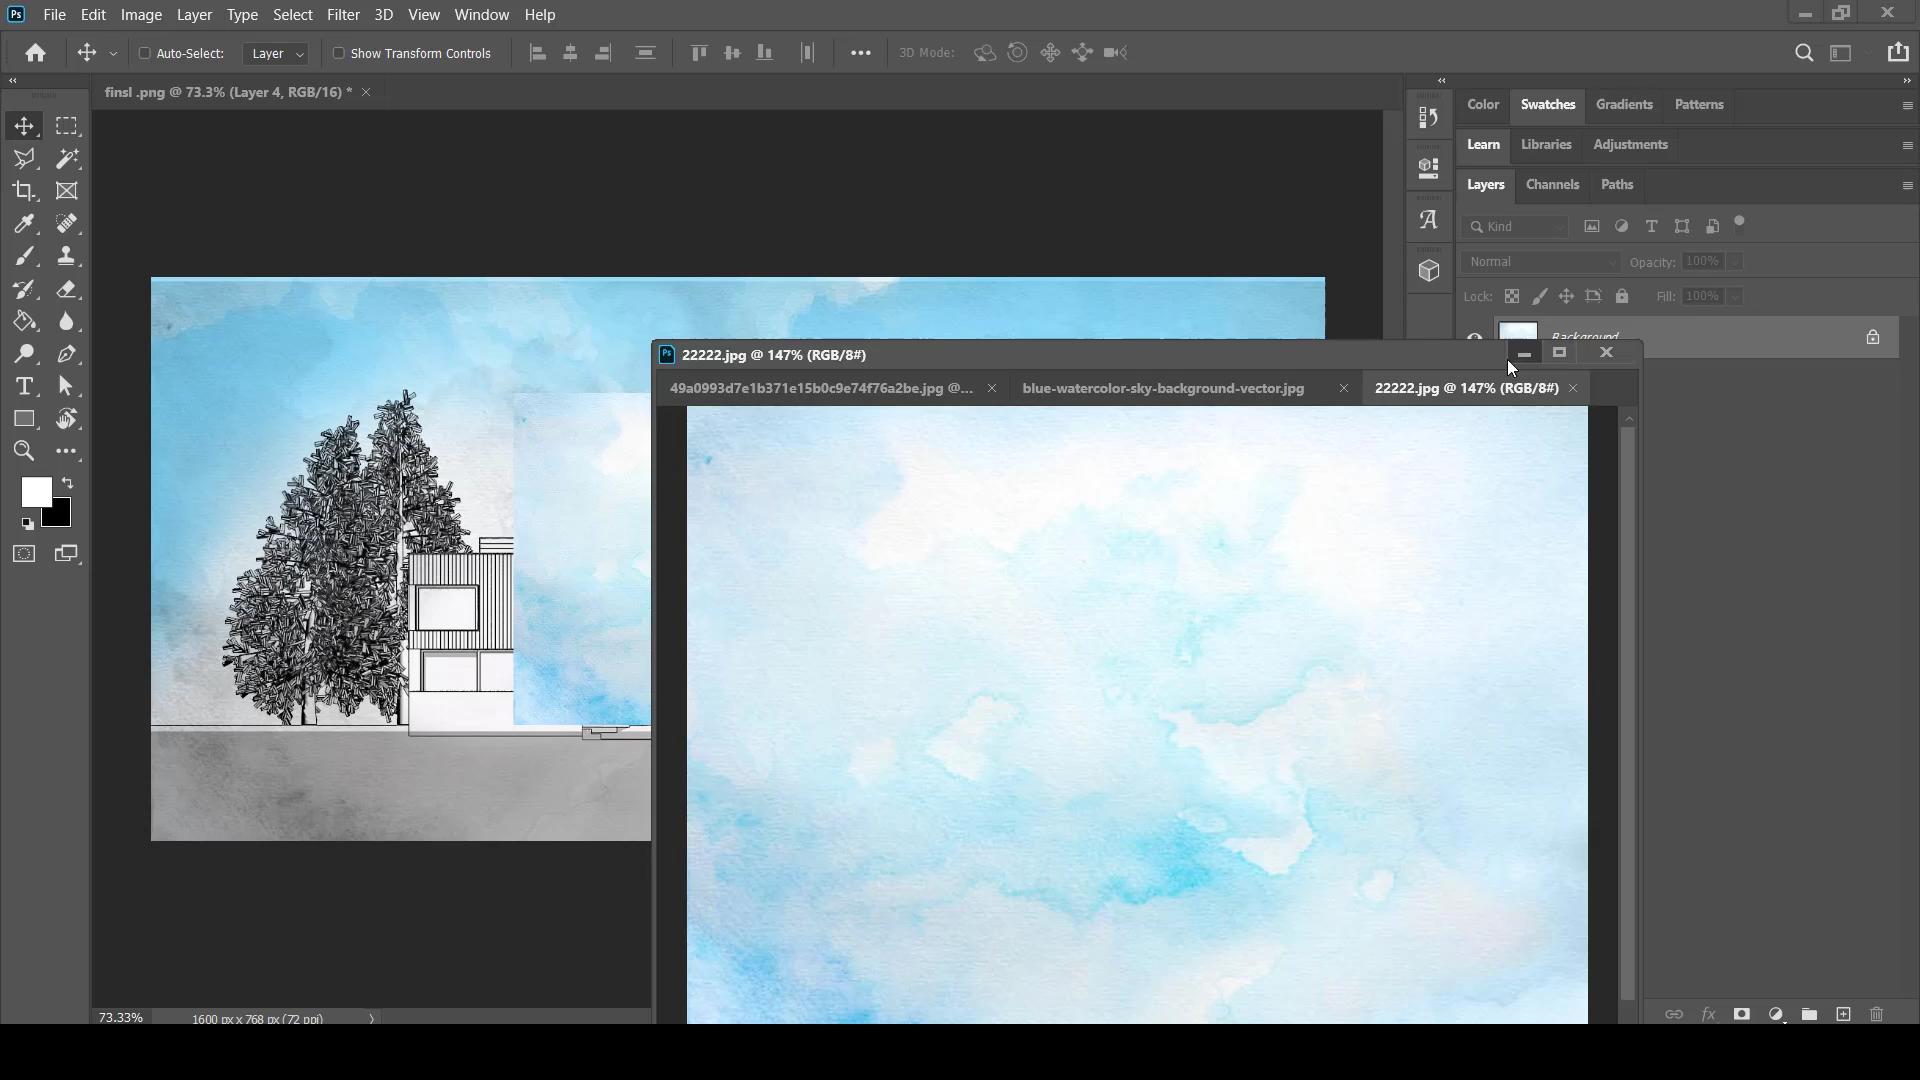 Ps File Edit Image Layer Type Select Filter 3D View Window Help
Auto-Select: Layer Show Transform Controls 3D Mode:
finsl .png @ 73.3% (Layer 4, RGB/16) *
Color Swatches Gradients Patterns
Learn Libraries Adjustments
Layers Channels Paths
Kind
Normal Opacity: 100%
Lock: Fill: 100%
Background
Ps 22222.jpg @ 147% (RGB/8#)
49a0993d7e1b371e15b0c9e74f76a2be.jpg @... blue-watercolor-sky-background-vector.jpg 22222.jpg @ 147% (RGB/8#)
73.33% 1600 px x 768 px (72 ppi)
fx